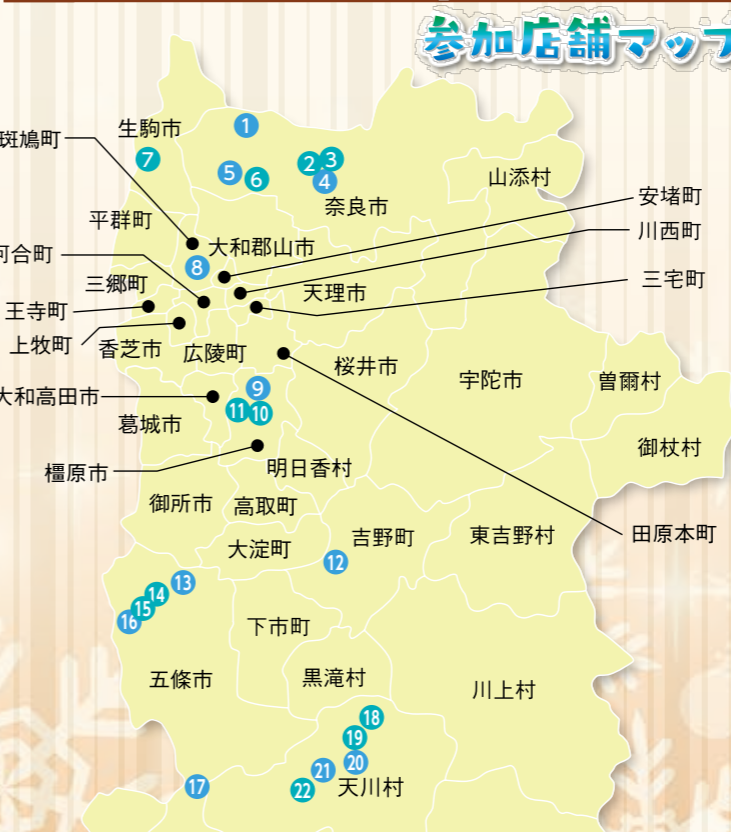 参加店舗マップ
生駒市
1
斑鳩町
7
2
3
5
6
4
奈良市
山添村
安堵町
平群町
大和郡山市
川西町
河合町
8
三郷町
天理市
三宅町
王寺町
上牧町
香芝市
広陵町
桜井市
宇陀市
曽爾村
大和高田市
9
11
10
葛城市
御杖村
橿原市
明日香村
御所市
高取町
大淀町
吉野町
東吉野村
田原本町
12
13
14
15
16
下市町
五條市
黒滝村
川上村
18
19
20
21
17
22
天川村